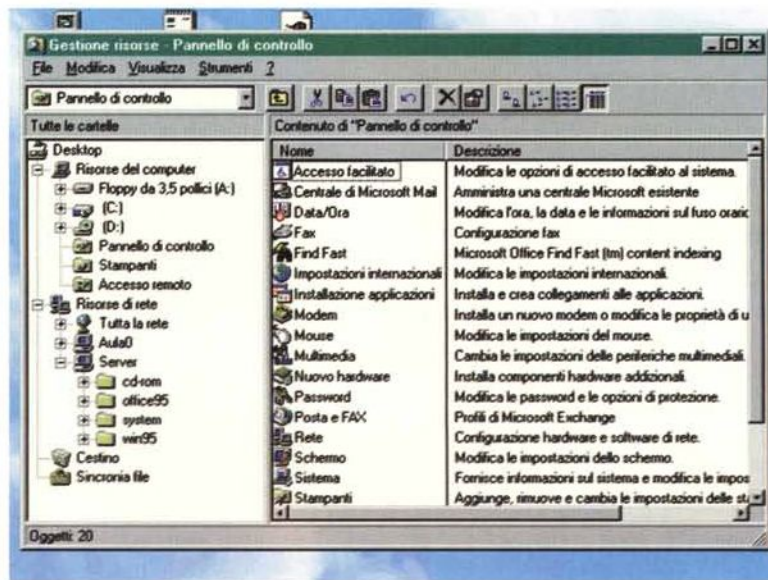 Gestione risorse - Pannello di controllo
File Modifica Visualizza Strumenti ?
Pannello di controllo
Tutte le cartelle
Contenuto di "Pannello di controllo"
Desktop
Risorse del computer
Floppy da 3,5 pollici (A:)
(C:)
(D:)
Pannello di controllo
Stampanti
Accesso remoto
Risorse di rete
Tutta la rete
Aula0
Server
cd-rom
office95
system
win95
Cestino
Sincronia file
Nome Descrizione
Accesso facilitato Modifica le opzioni di accesso facilitato al sistema.
Centrale di Microsoft Mail Amministra una centrale Microsoft esistente
Data/Ora Modifica l'ora, la data e le informazioni sul fuso orario
Fax Configurazione fax
Find Fast Microsoft Office Find Fast (tm) content indexing
Impostazioni internazionali Modifica le impostazioni internazionali.
Installazione applicazioni Installa e crea collegamenti alle applicazioni.
Modem Installa un nuovo modem o modifica le proprietà di u
Mouse Modifica le impostazioni del mouse.
Multimedia Cambia le impostazioni delle periferiche multimediali.
Nuovo hardware Installa componenti hardware addizionali.
Password Modifica le password e le opzioni di protezione.
Posta e FAX Profili di Microsoft Exchange
Rete Configurazione hardware e software di rete.
Schermo Modifica le impostazioni dello schermo.
Sistema Fornisce informazioni sul sistema e modifica le impos
Stampanti Aggiunge, rimuove e cambia le impostazioni delle sta
Oggetti: 20